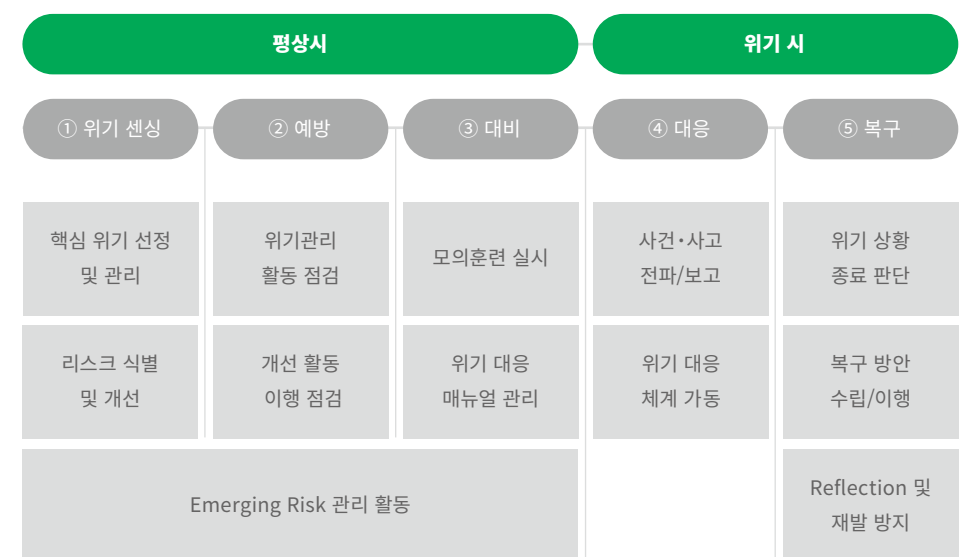 평상시
위기 시
① 위기 센싱
② 예방
③ 대비
④ 대응
⑤ 복구
핵심 위기 선정
및 관리
위기관리
활동 점검
모의훈련 실시
사건·사고
전파/보고
위기 상황
종료 판단
리스크 식별
및 개선
개선 활동
이행 점검
위기 대응
매뉴얼 관리
위기 대응
체계 가동
복구 방안
수립/이행
Emerging Risk 관리 활동
Reflection 및
재발 방지